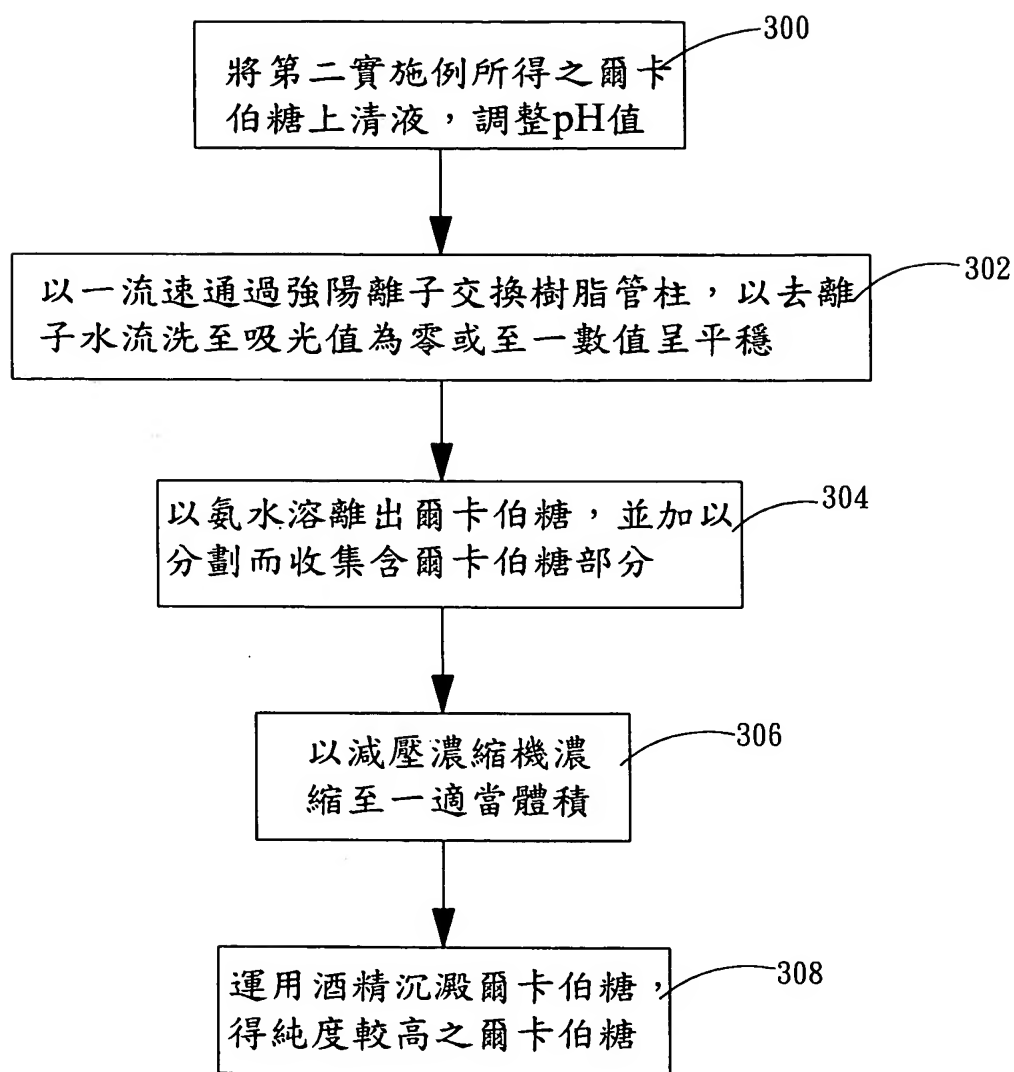 300
將第二實施例所得之爾卡
伯糖上清液，調整pH值
302
以一流速通過強陽離子交換樹脂管柱，以去離
子水流洗至吸光值為零或至一數值呈平穩
304
以氨水溶離出爾卡伯糖，並加以
分劃而收集含爾卡伯糖部分
306
以減壓濃縮機濃
縮至一適當體積
308
運用酒精沉澱爾卡伯糖，
得純度較高之爾卡伯糖